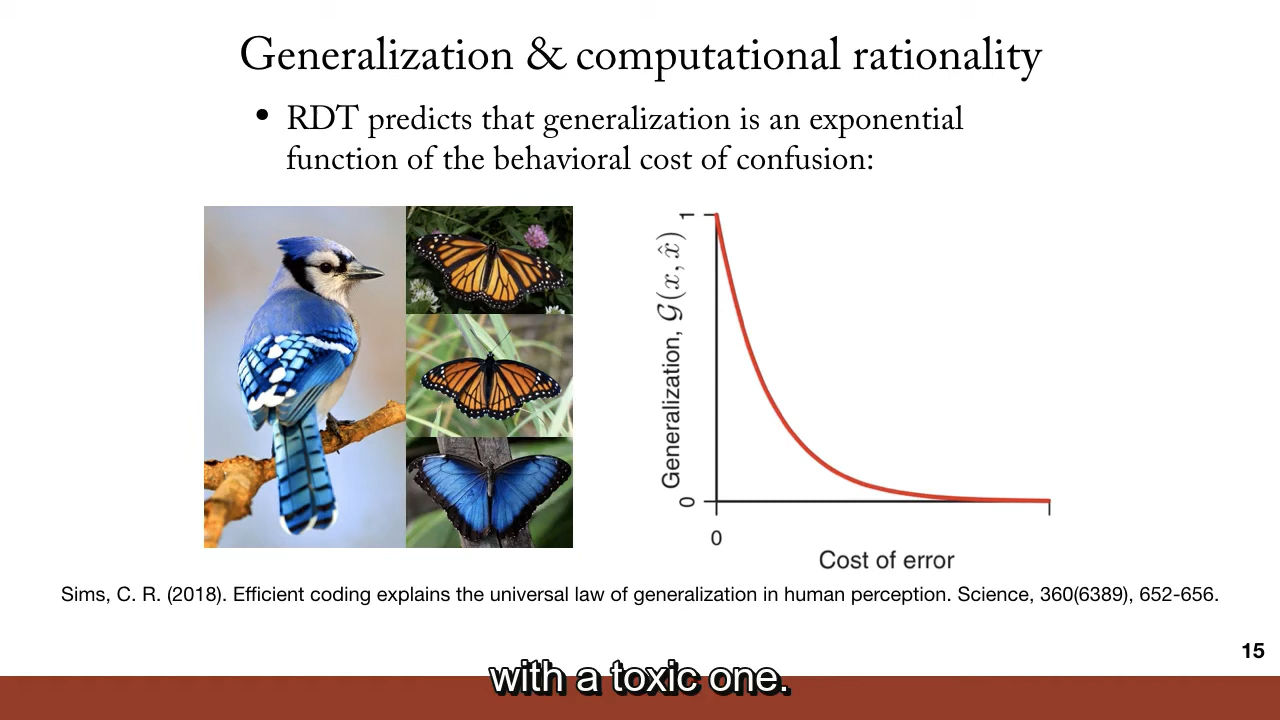 Generalization & computational rationality
• RDT predicts that generalization is an exponential
function of the behavioral cost of confusion:
Generalization, 𝒢(x, x̂)
1
0
0
Cost of error
Sims, C. R. (2018). Efficient coding explains the universal law of generalization in human perception. Science, 360(6389), 652-656.
15
with a toxic one.